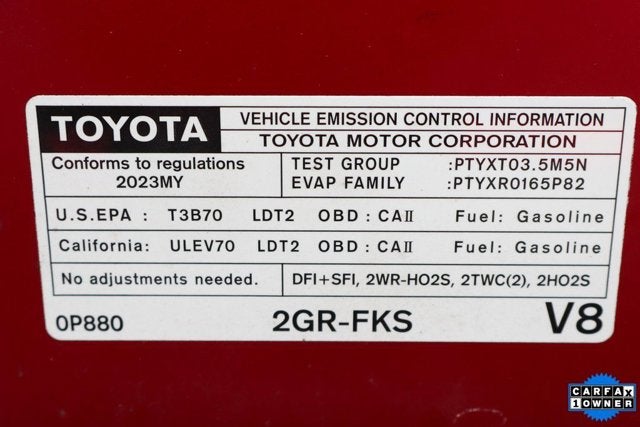 TOYOTA
VEHICLE EMISSION CONTROL INFORMATION
TOYOTA MOTOR CORPORATION
Conforms to regulations
2023MY
TEST GROUP :PTYXT03.5M5N
EVAP FAMILY :PTYXR0165P82
U.S.EPA : T3B70 LDT2 OBD : CAII Fuel: Gasoline
California: ULEV70 LDT2 OBD : CAII Fuel: Gasoline
No adjustments needed.
DFI+SFI, 2WR-HO2S, 2TWC(2), 2HO2S
0P880 2GR-FKS V8
CARFAX
1 OWNER